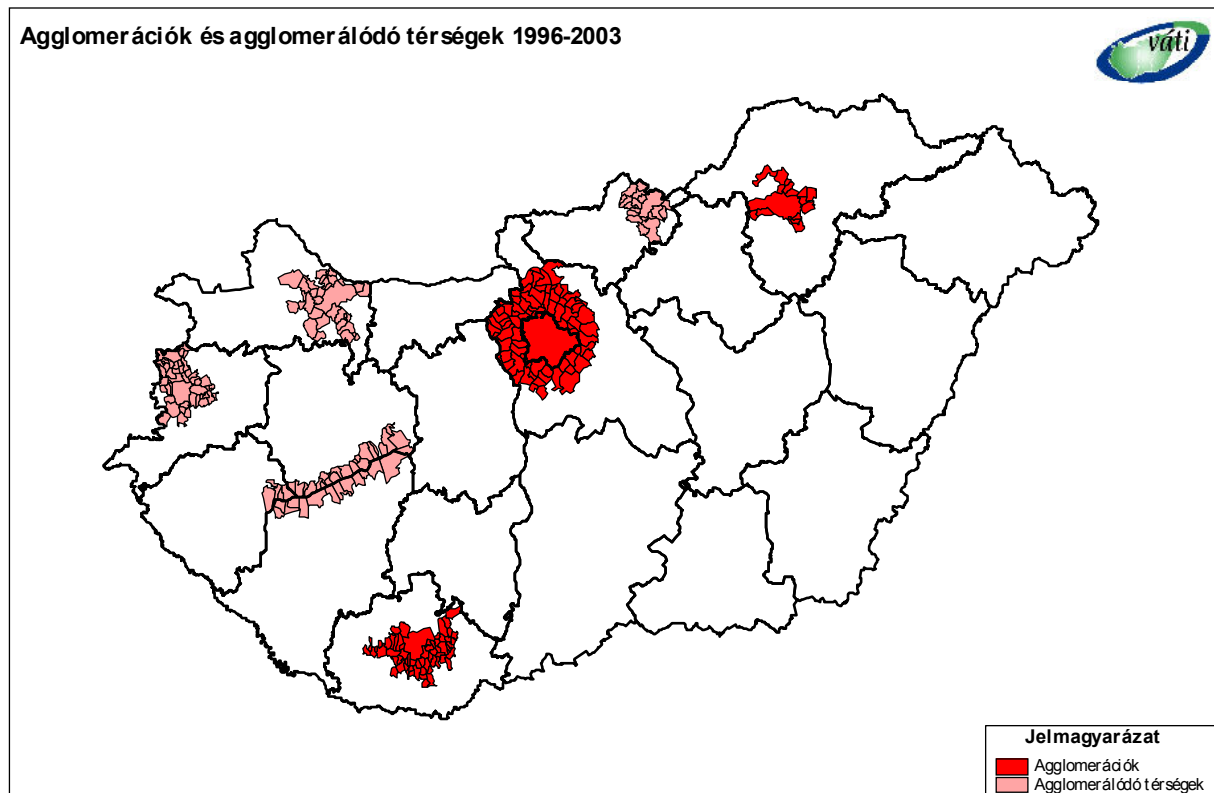 Agglomerációk és agglomerálódó térségek 1996-2003
váti
Jelmagyarázat
Agglomerációk
Agglomerálódó térségek